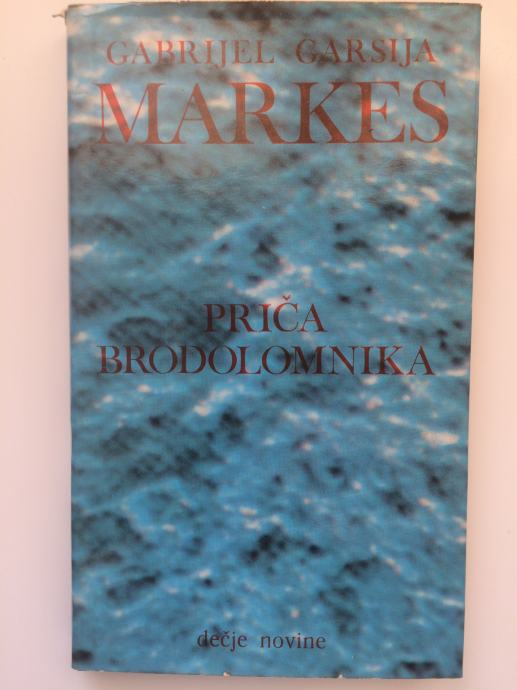 GABRIJEL GARSIJA
MARKES
PRIČA
BRODOLOMNIKA
dečje novine